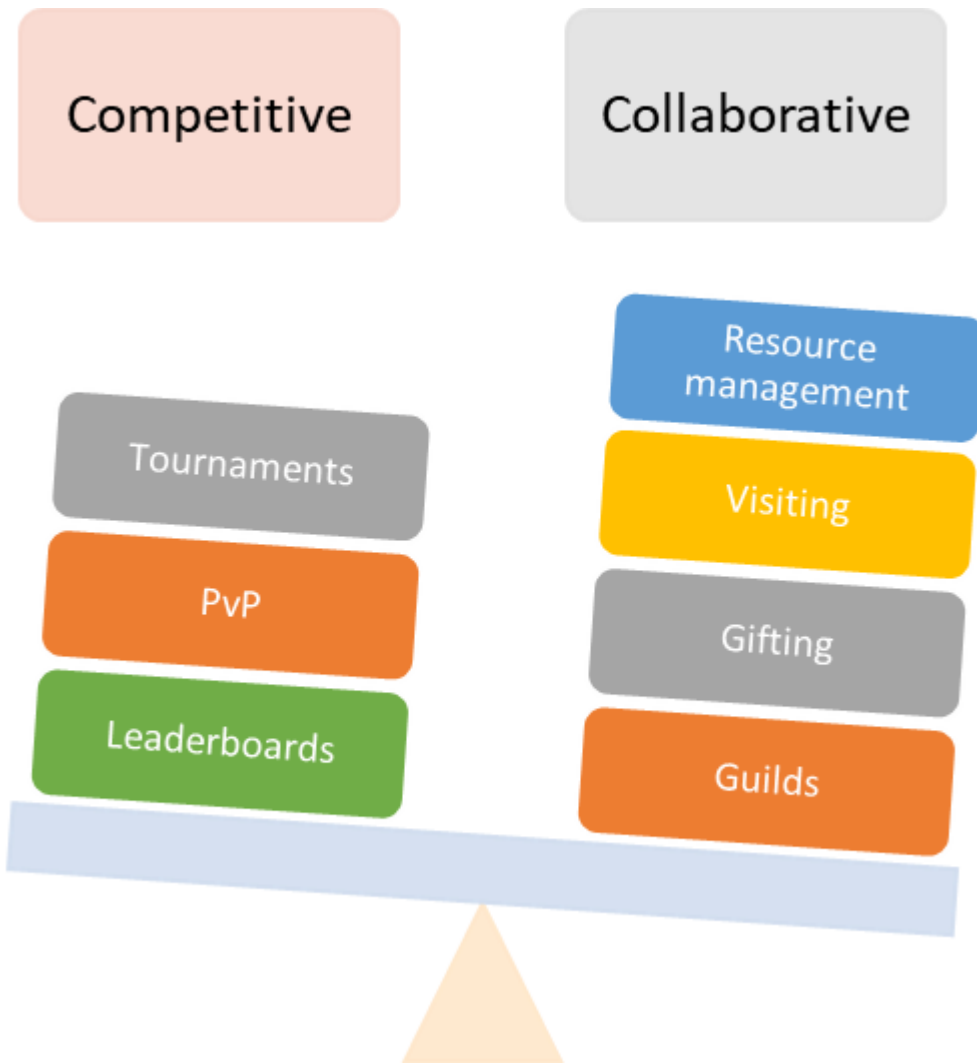 Competitive
Collaborative
Tournaments
PvP
Leaderboards
Resource
management
Visiting
Gifting
Guilds